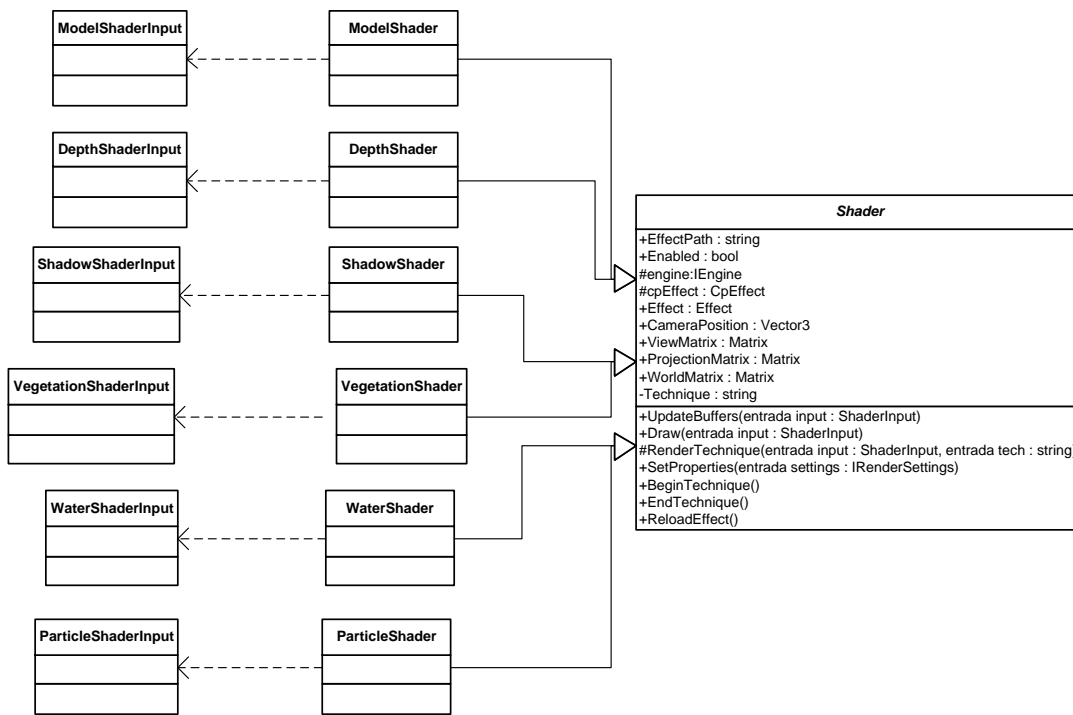 ModelShaderInput
ModelShader
DepthShaderInput
DepthShader
ShadowShaderInput
ShadowShader
VegetationShaderInput
VegetationShader
WaterShaderInput
WaterShader
ParticleShaderInput
ParticleShader
Shader
+EffectPath : string
+Enabled : bool
#engine:IEngine
#cpEffect : CpEffect
+Effect : Effect
+CameraPosition : Vector3
+ViewMatrix : Matrix
+ProjectionMatrix : Matrix
+WorldMatrix : Matrix
-Technique : string
+UpdateBuffers(entrada input : ShaderInput)
+Draw(entrada input : ShaderInput)
#RenderTechnique(entrada input : ShaderInput, entrada tech : string)
+SetProperties(entrada settings : IRenderSettings)
+BeginTechnique()
+EndTechnique()
+ReloadEffect()